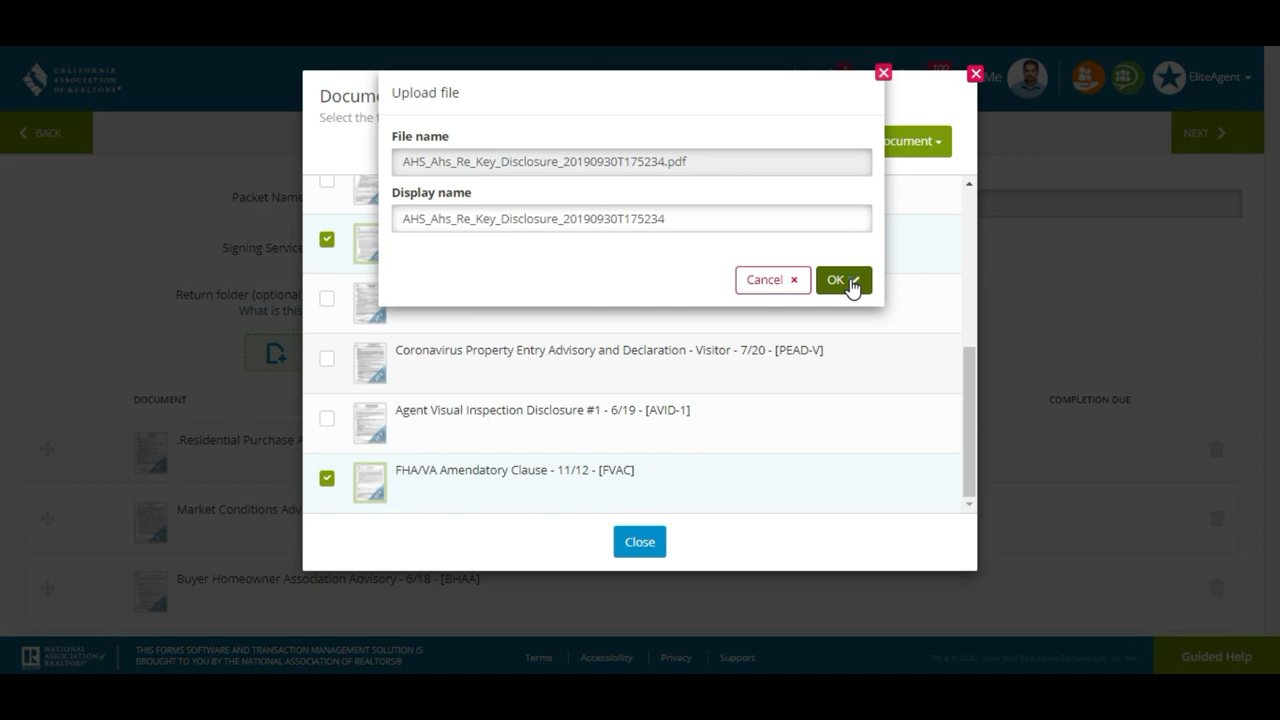 CALIFORNIA
ASSOCIATION
OF REALTORS®
Me
EliteAgent
BACK
NEXT
Docume
Select the f
ocument
Upload file
File name
AHS_Ahs_Re_Key_Disclosure_20190930T175234.pdf
Display name
AHS_Ahs_Re_Key_Disclosure_20190930T175234
Cancel
OK
Packet Name
Signing Service
Return folder (optional)
What is this
Coronavirus Property Entry Advisory and Declaration - Visitor - 7/20 - [PEAD-V]
Agent Visual Inspection Disclosure #1 - 6/19 - [AVID-1]
FHA/VA Amendatory Clause - 11/12 - [FVAC]
Close
DOCUMENT
COMPLETION DUE
.Residential Purchase A
Market Conditions Adv
Buyer Homeowner Association Advisory - 6/18 - [BHAA]
NATIONAL
ASSOCIATION of
REALTORS®
THIS FORMS SOFTWARE AND TRANSACTION MANAGEMENT SOLUTION IS
BROUGHT TO YOU BY THE NATIONAL ASSOCIATION OF REALTORS®
Terms
Accessibility
Privacy
Support
Guided Help